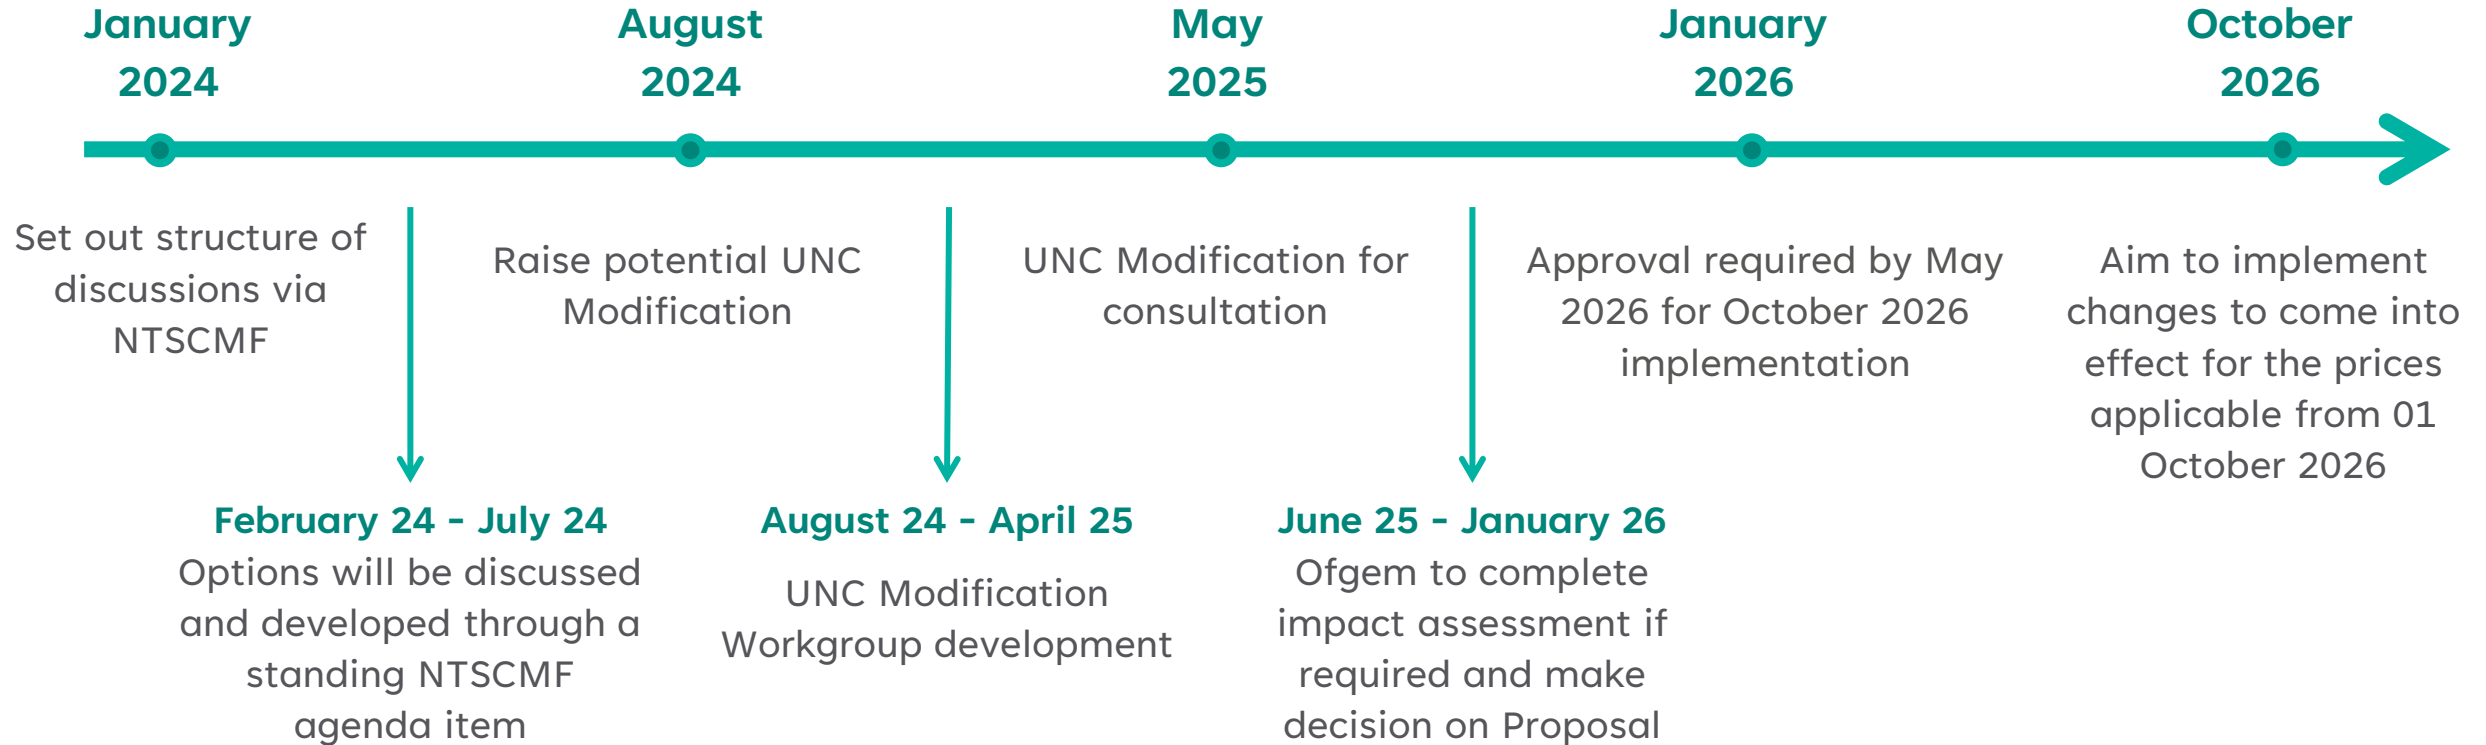 January
2024
August
2024
May
2025
January
2026
October
2026
Set out structure of
discussions via
NTSCMF
Raise potential UNC
Modification
UNC Modification for
consultation
Approval required by May
2026 for October 2026
implementation
Aim to implement
changes to come into
effect for the prices
applicable from 01
October 2026
February 24 - July 24
Options will be discussed
and developed through a
standing NTSCMF
agenda item
August 24 - April 25
UNC Modification
Workgroup development
June 25 - January 26
Ofgem to complete
impact assessment if
required and make
decision on Proposal